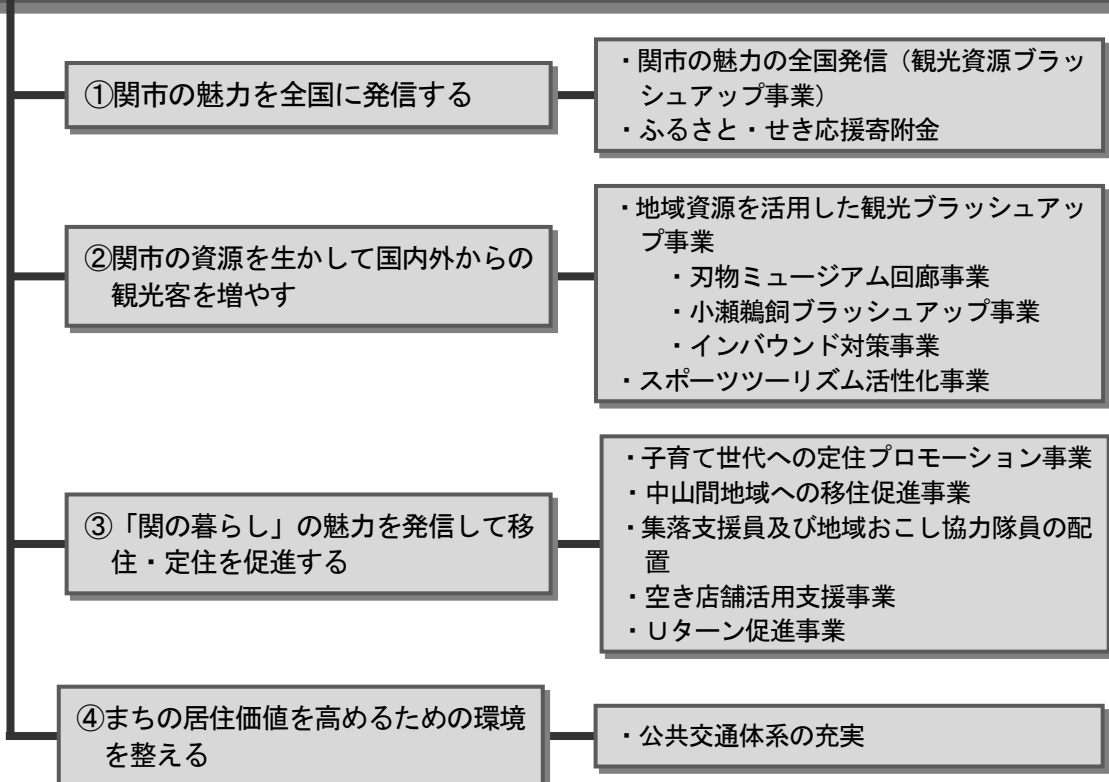 ①関市の魅力を全国に発信する
・関市の魅力の全国発信（観光資源ブラッ
シュアップ事業）
・ふるさと・せき応援寄附金
②関市の資源を生かして国内外からの
観光客を増やす
・地域資源を活用した観光ブラッシュアッ
プ事業
・刃物ミュージアム回廊事業
・小瀬鵜飼ブラッシュアップ事業
・インバウンド対策事業
・スポーツツーリズム活性化事業
③「関の暮らし」の魅力を発信して移
住・定住を促進する
・子育て世代への定住プロモーション事業
・中山間地域への移住促進事業
・集落支援員及び地域おこし協力隊員の配
置
・空き店舗活用支援事業
・Ｕターン促進事業
④まちの居住価値を高めるための環境
を整える
・公共交通体系の充実